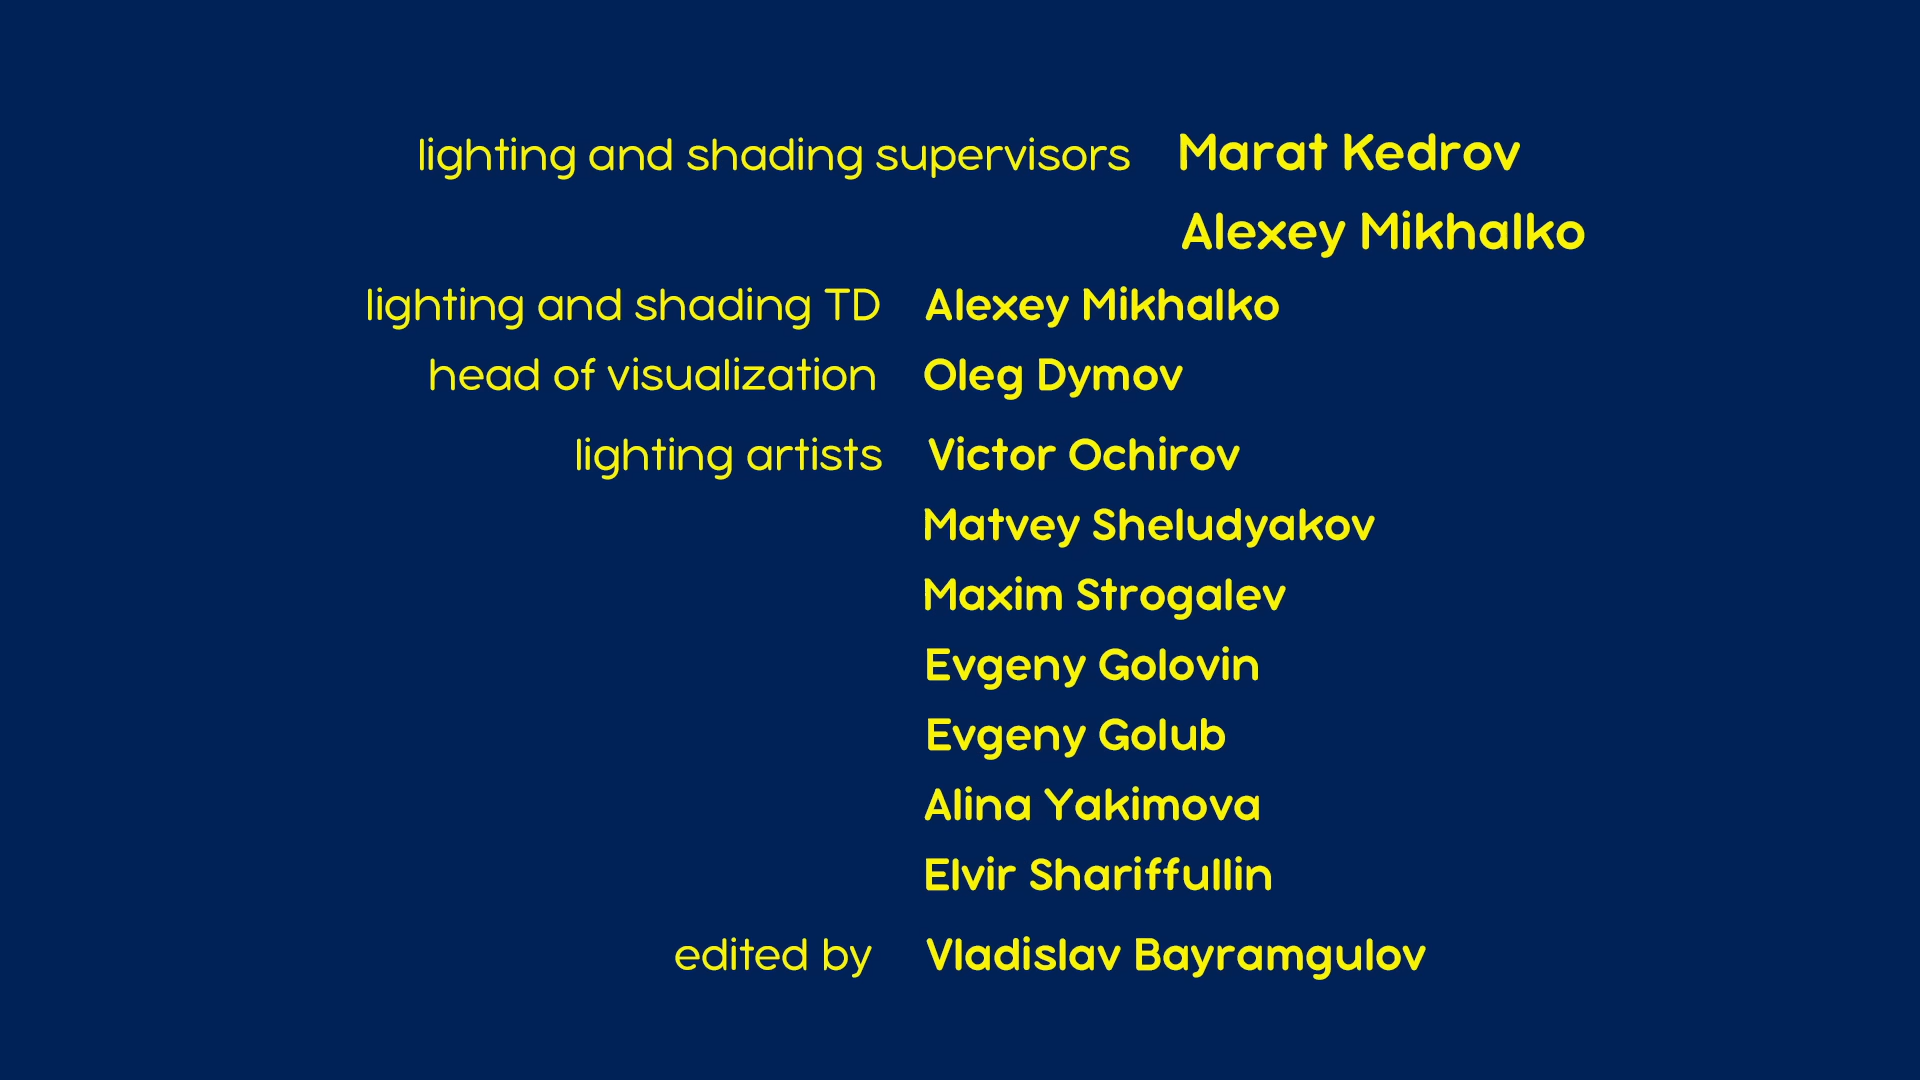 lighting and shading supervisors Marat Kedrov
Alexey Mikhalko
lighting and shading TD Alexey Mikhalko
head of visualization Oleg Dymov
lighting artists Victor Ochirov
Matvey Sheludyakov
Maxim Strogalev
Evgeny Golovin
Evgeny Golub
Alina Yakimova
Elvir Shariffullin
edited by Vladislav Bayramgulov